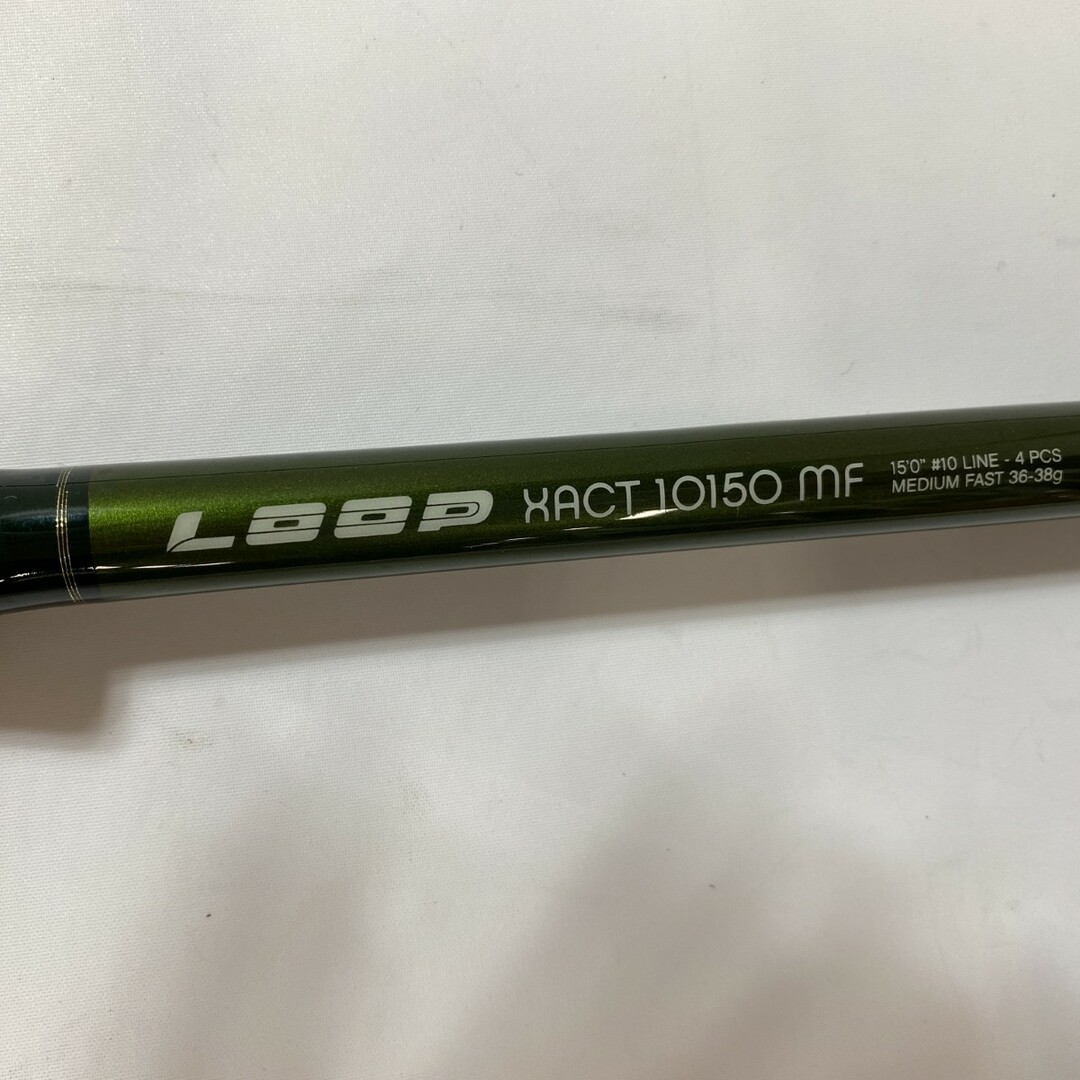 LOOP XACT 10150 MF
15'0" #10 LINE - 4 PCS
MEDIUM FAST 36-38g